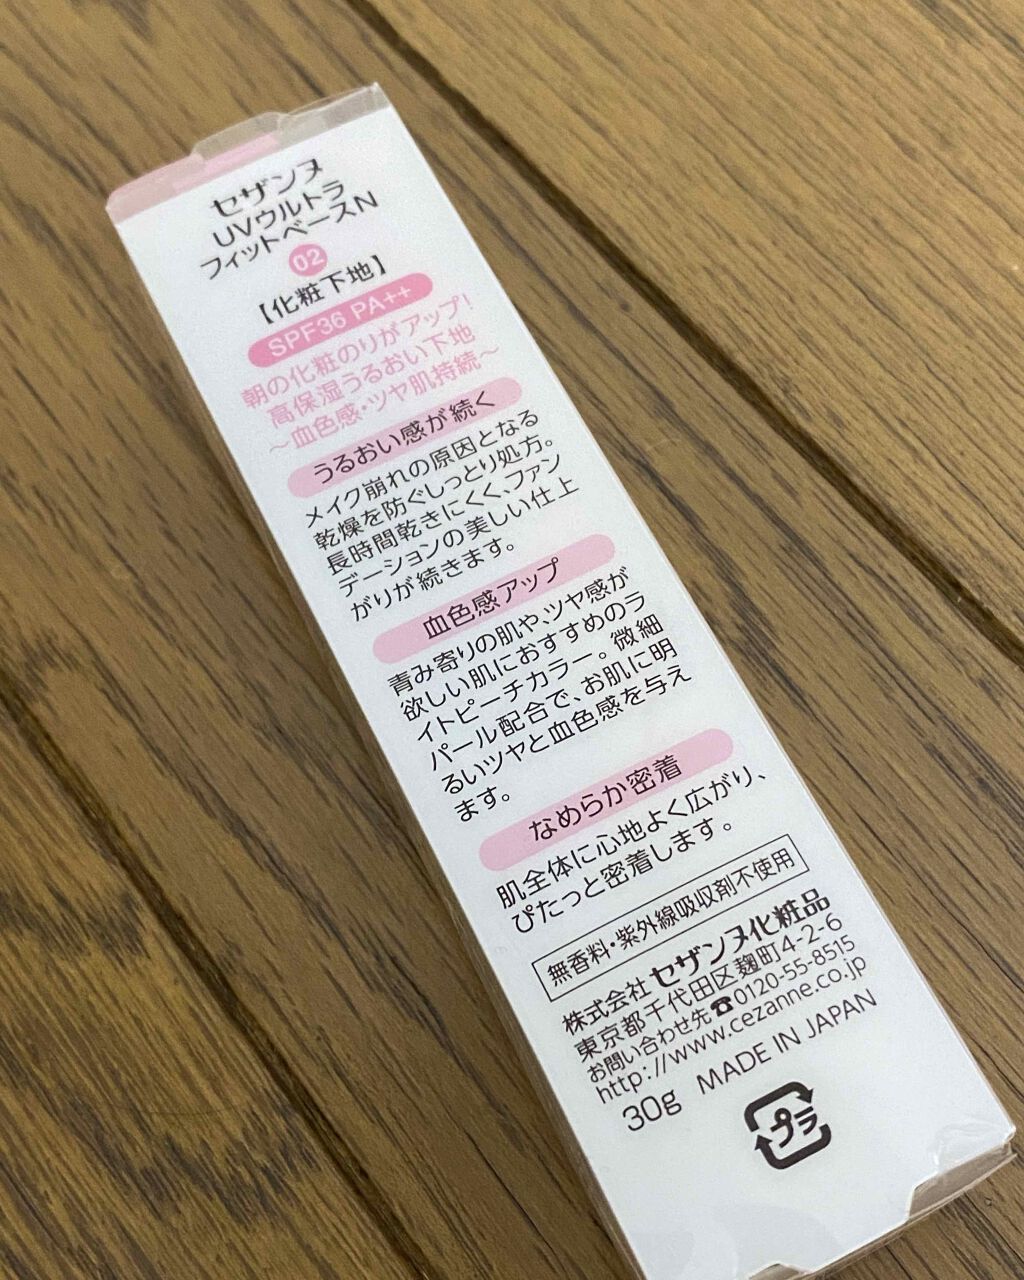 セザンヌ
UVウルトラ
フィットベースN
02
【化粧下地】
SPF36 PA++
朝の化粧のりがアップ！
高保湿うるおい下地
～血色感・ツヤ肌持続～
うるおい感が続く
メイク崩れの原因となる
乾燥を防ぐしっとり処方。
長時間乾きにくく、ファン
デーションの美しい仕上
がりが続きます。
血色感アップ
青み寄りの肌や、ツヤ感が
欲しい肌におすすめのラ
イトピーチカラー。微細
パール配合で、お肌に明
るいツヤと血色感を与え
ます。
なめらか密着
肌全体に心地よく広がり、
ぴたっと密着します。
無香料・紫外線吸収剤不使用
株式会社 セザンヌ化粧品
東京都千代田区麹町4-2-6
お問い合わせ先☎0120-55-8515
http://www.cezanne.co.jp
30g MADE IN JAPAN
プラ